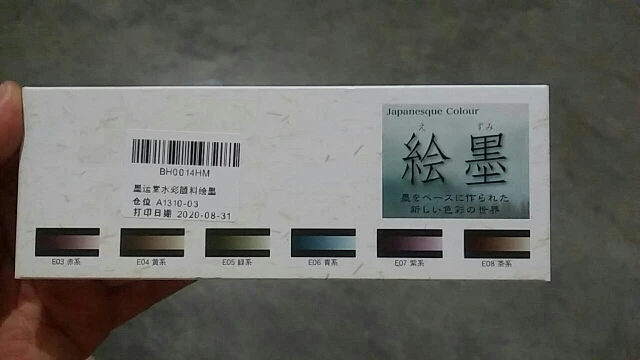 Japanesque Colour
え ずみ
絵 墨
墨をベースに作られた
新しい色彩の世界
BH0014HM
墨运堂水彩颜料绘墨
仓位 A1310-03
打印日期 2020-08-31
E03 赤系 E04 黄系 E05 緑系 E06 青系 E07 紫系 E08 茶系